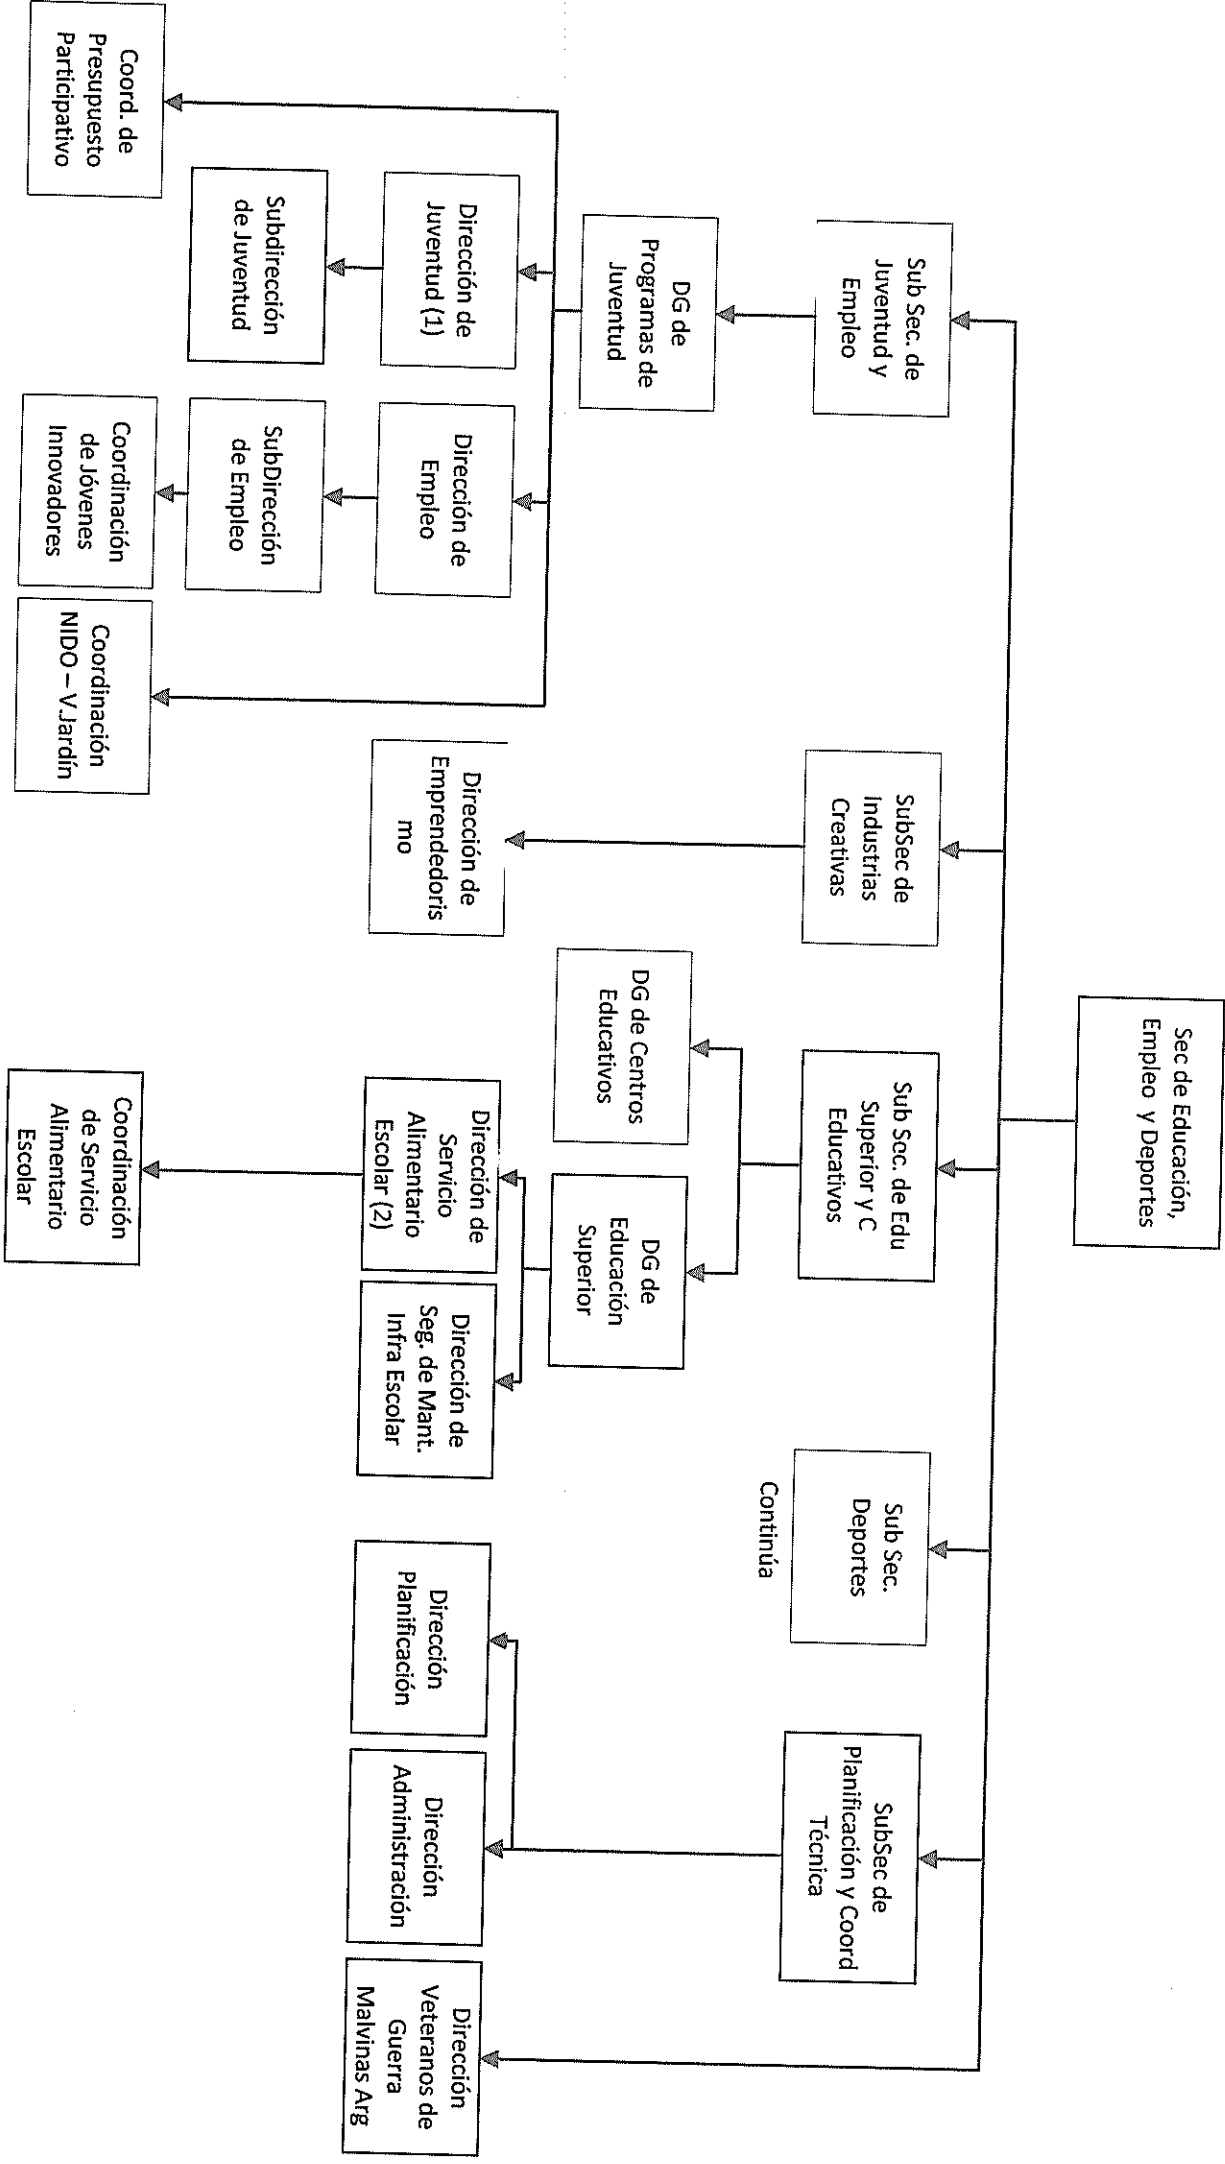 Sec de Educación,
Empleo y Deportes
Sub Sec. de
Juventud y
Empleo
SubSec de
Industrias
Creativas
Sub Sec. de Edu
Superior y C
Educativos
Sub Sec.
Deportes
Continúa
SubSec de
Planificación y Coord
Técnica
DG de
Programas de
Juventud
DG de Centros
Educativos
DG de
Educación
Superior
Dirección de
Juventud (1)
Dirección de
Empleo
Dirección de
Emprendedoris
mo
Dirección de
Servicio
Alimentario
Escolar (2)
Dirección de
Seg. de Mant.
Infra Escolar
Dirección
Planificación
Dirección
Administración
Dirección
Veteranos de
Guerra
Malvinas Arg
Subdirección
de Juventud
SubDirección
de Empleo
Coord. de
Presupuesto
Participativo
Coordinación
de Jóvenes
Innovadores
Coordinación
NIDO – V.Jardín
Coordinación
de Servicio
Alimentario
Escolar